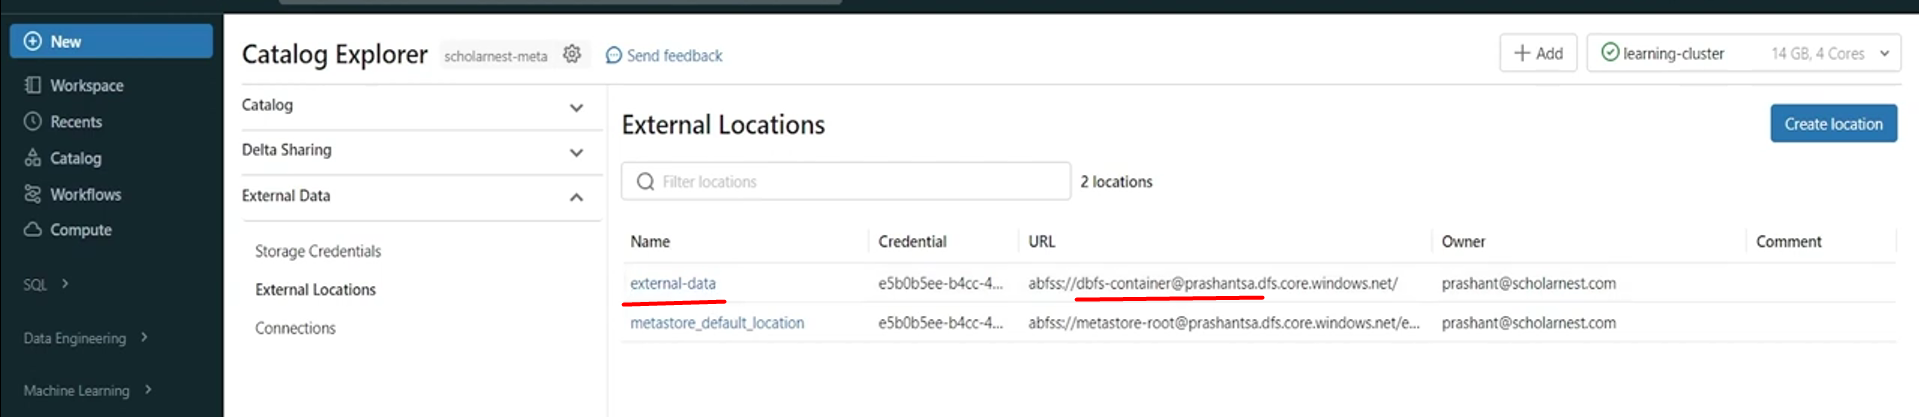 New
Workspace
Recents
Catalog
Workflows
Compute
SQL
Data Engineering
Machine Learning
Catalog Explorer scholarnest-meta Send feedback
Add learning-cluster 14 GB, 4 Cores
Catalog
Delta Sharing
External Data
Storage Credentials
External Locations
Connections
External Locations
Create location
Filter locations 2 locations
Name Credential URL Owner Comment
external-data e5b0b5ee-b4cc-4... abfss://dbfs-container@prashantsa.dfs.core.windows.net/ prashant@scholarnest.com
metastore_default_location e5b0b5ee-b4cc-4... abfss://metastore-root@prashantsa.dfs.core.windows.net/e... prashant@scholarnest.com